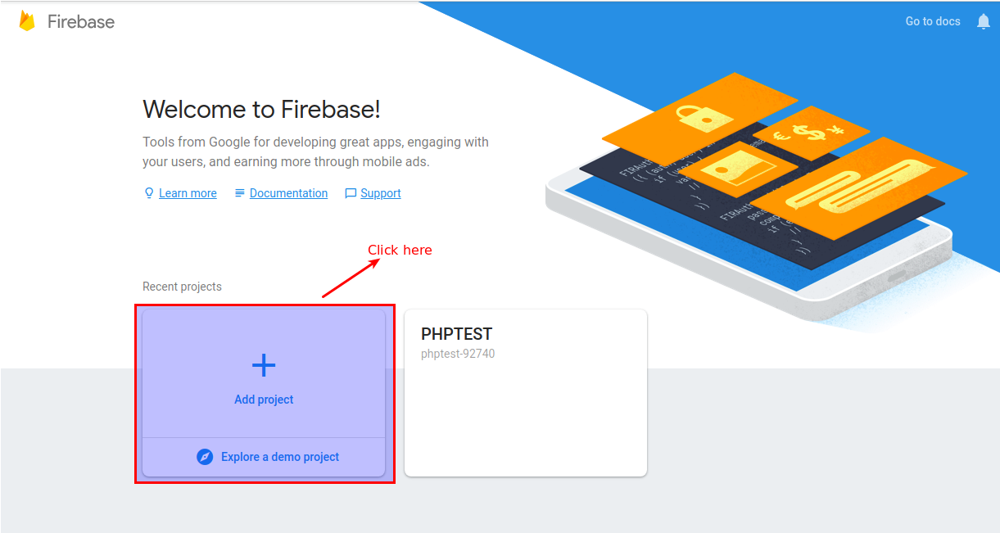 Firebase
Go to docs
Welcome to Firebase!
Tools from Google for developing great apps, engaging with
your users, and earning more through mobile ads.
Learn more Documentation Support
Click here
Recent projects
Add project
Explore a demo project
PHPTEST
phptest-92740